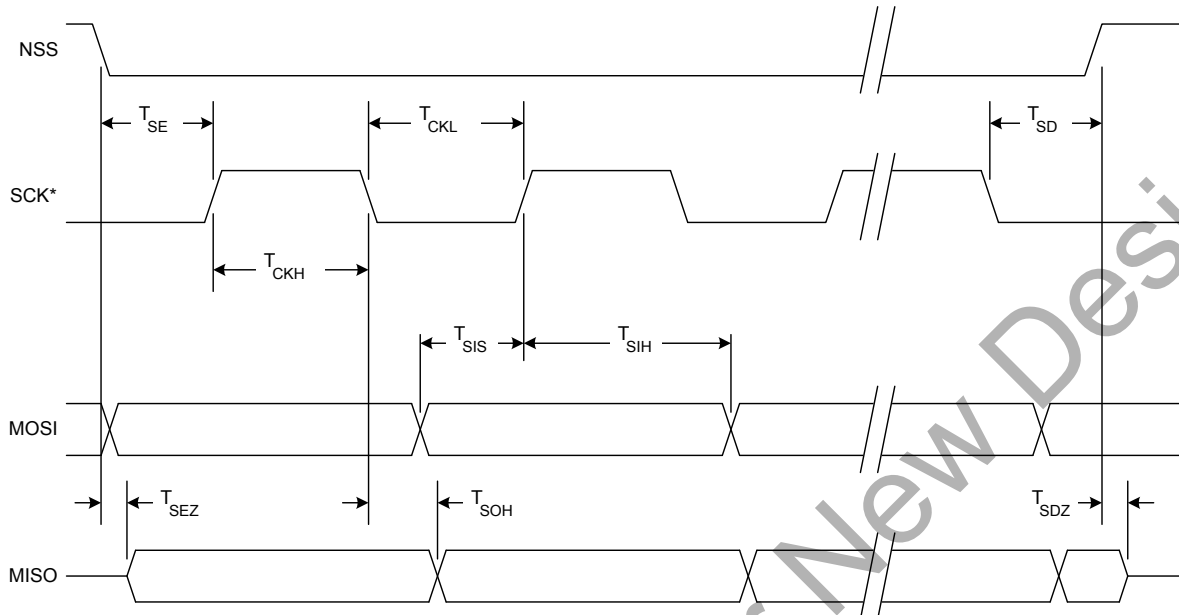 NSS
T_SE
T_CKL
T_SD
SCK*
T_CKH
T_SIS
T_SIH
MOSI
T_SEZ
T_SOH
T_SDZ
MISO
New Desi